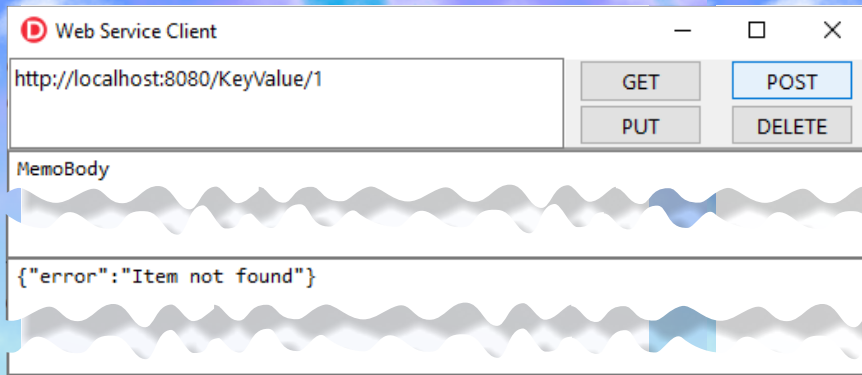 D Web Service Client
http://localhost:8080/KeyValue/1
GET
POST
PUT
DELETE
MemoBody
{"error":"Item not found"}